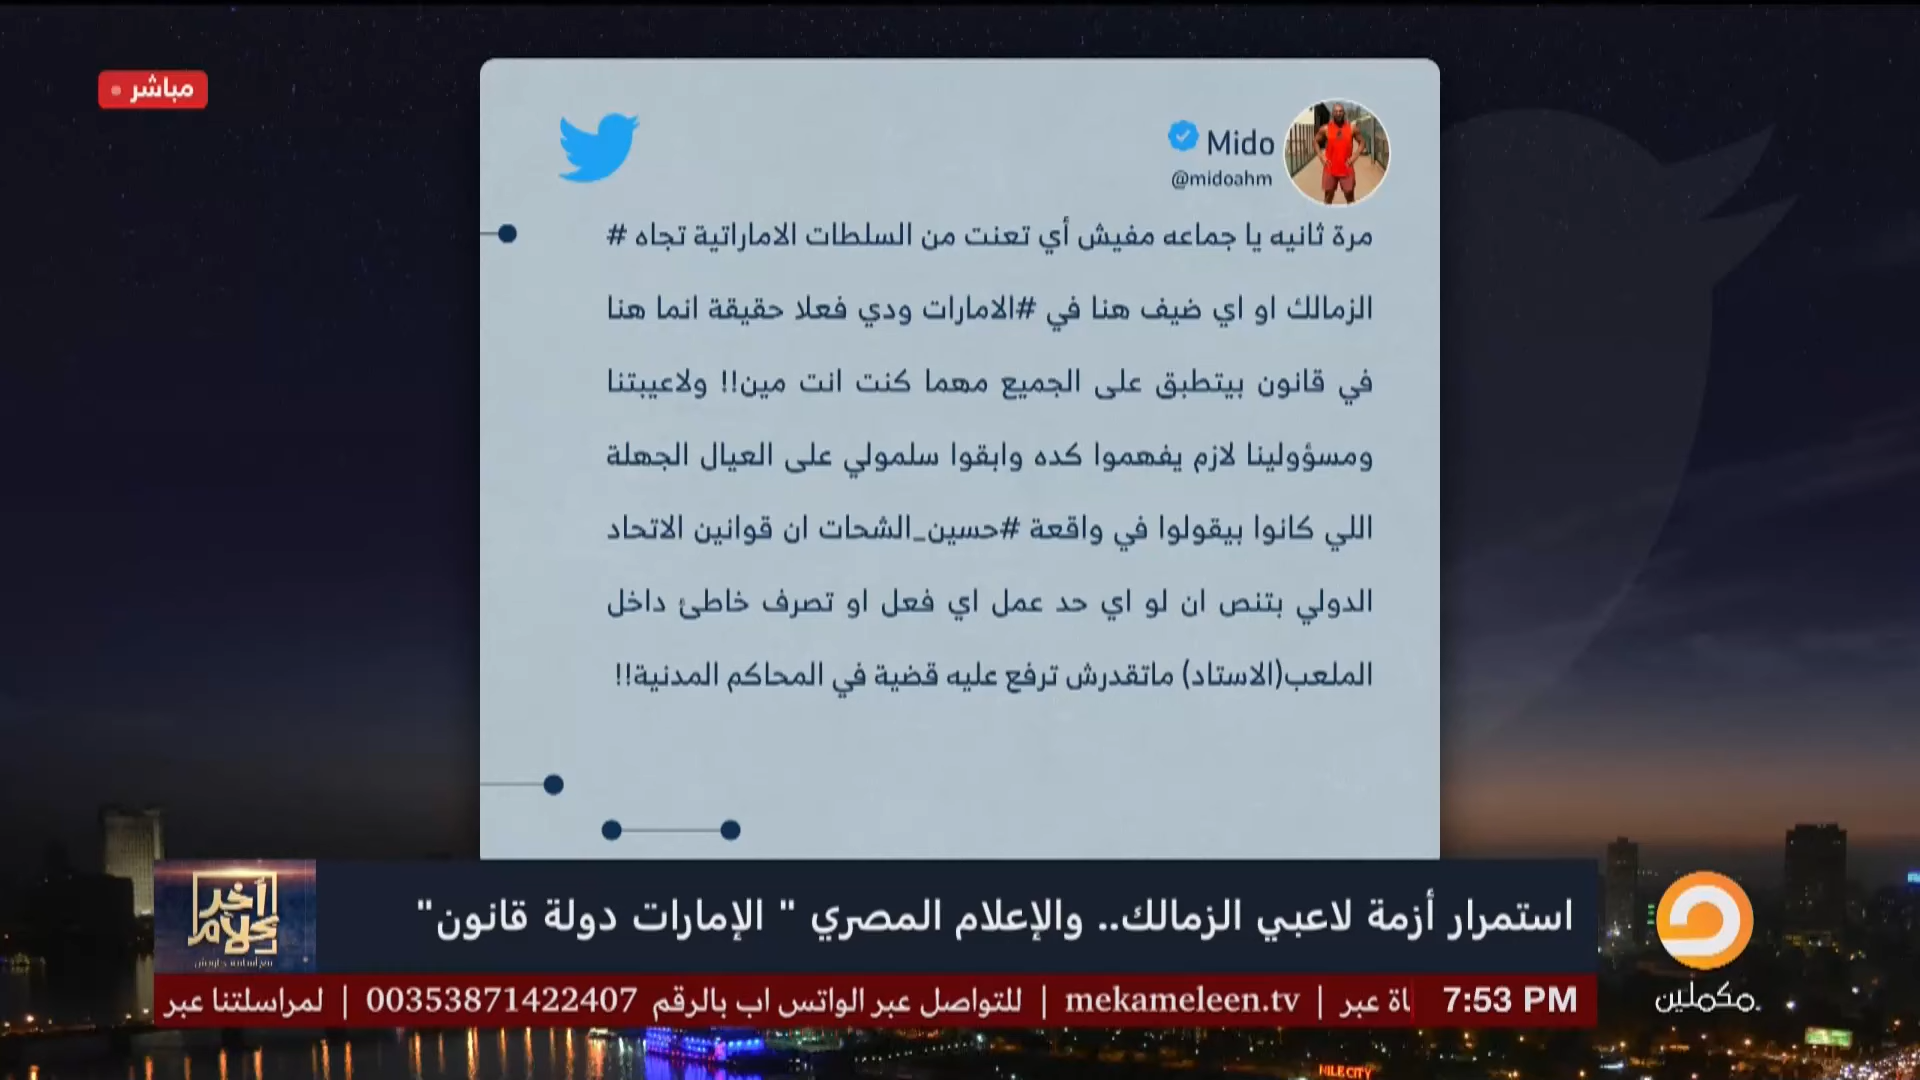 مباشر
Mido
@midoahm
مرة ثانيه يا جماعه مفيش أي تعنت من السلطات الاماراتية تجاه #
الزمالك او اي ضيف هنا في #الامارات ودي فعلا حقيقة انما هنا
في قانون بيتطبق على الجميع مهما كنت انت مين!! ولاعيبتنا
ومسؤولينا لازم يفهموا كده وابقوا سلمولي على العيال الجهلة
اللي كانوا بيقولوا في واقعة #حسين_الشحات ان قوانين الاتحاد
الدولي بتنص ان لو اي حد عمل اي فعل او تصرف خاطئ داخل
الملعب(الاستاد) ماتقدرش ترفع عليه قضية في المحاكم المدنية!!
استمرار أزمة لاعبي الزمالك.. والإعلام المصري " الإمارات دولة قانون"
أخر
كلام
مكملين
7:53 PM
اة عبر | mekameleen.tv | للتواصل عبر الواتس اب بالرقم 00353871422407 | لمراسلتنا عبر
NILE CITY